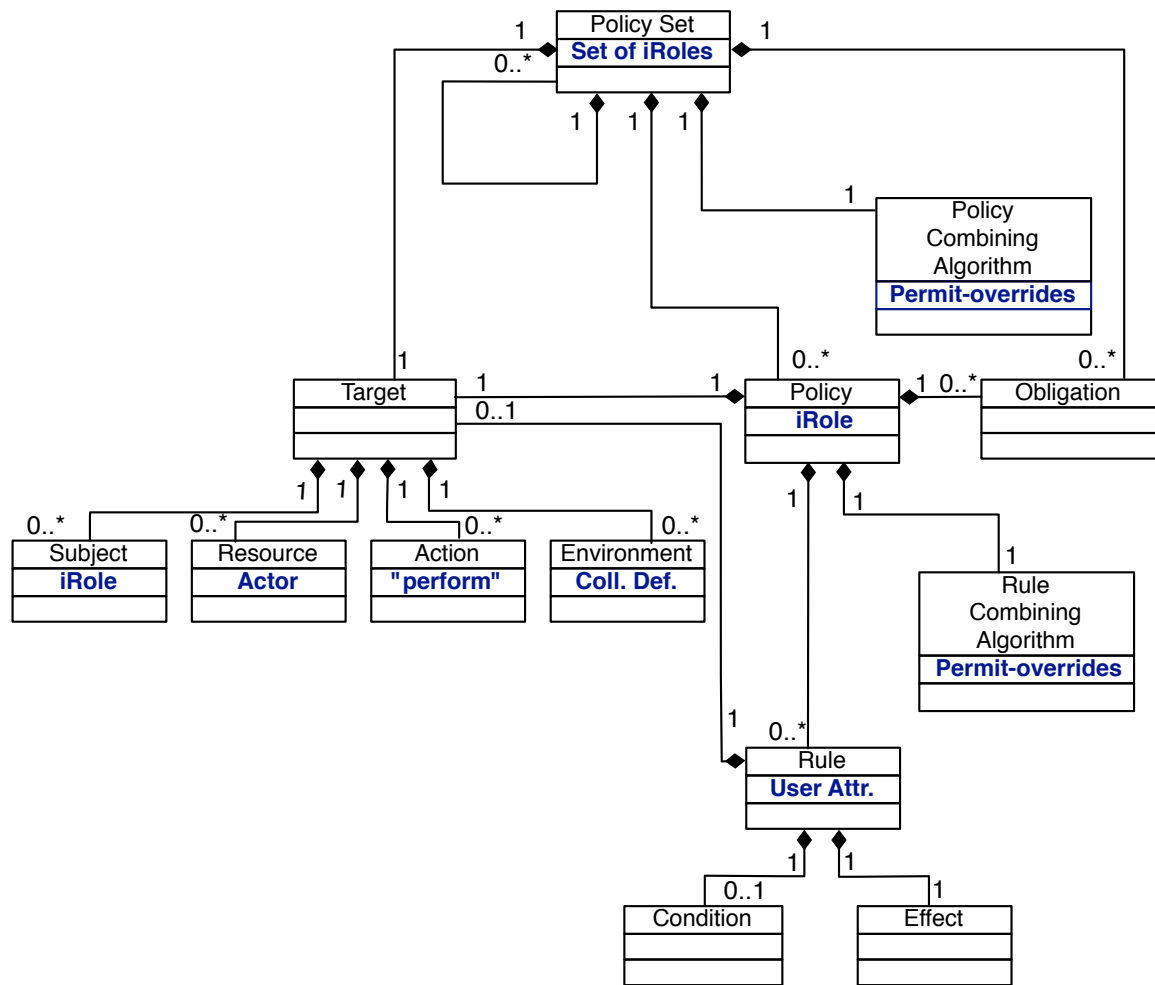 1
Policy Set
1
Set of iRoles
0..*
1
1
1
1
Policy
Combining
Algorithm
Permit-overrides
1
0..*
0..*
Target
1
1
Policy
1
0..*
Obligation
0..1
iRole
1
1
1
1
1
1
0..*
0..*
0..*
0..*
Subject
Resource
Action
Environment
1
iRole
Actor
"perform"
Coll. Def.
Rule
Combining
Algorithm
Permit-overrides
1
0..*
Rule
User Attr.
1
1
0..1
1
Condition
Effect